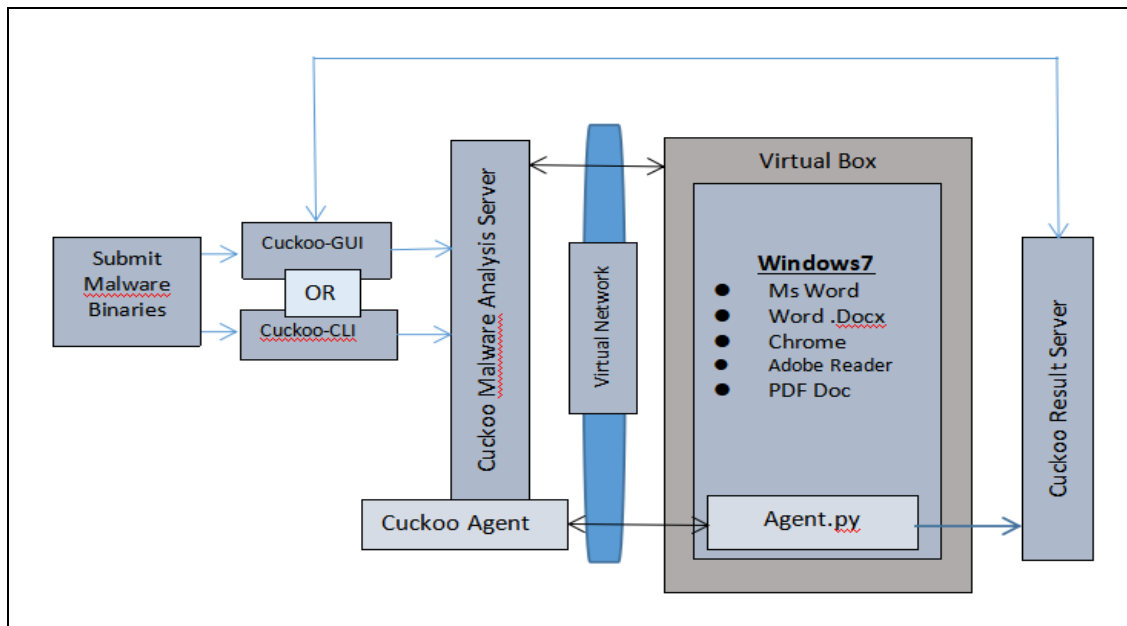 Submit
Malware
Binaries
Cuckoo-GUI
OR
Cuckoo-CLI
Cuckoo Malware Analysis Server
Cuckoo Agent
Virtual Network
Virtual Box
Windows7
● Ms Word
● Word .Docx
● Chrome
● Adobe Reader
● PDF Doc
Agent.py
Cuckoo Result Server